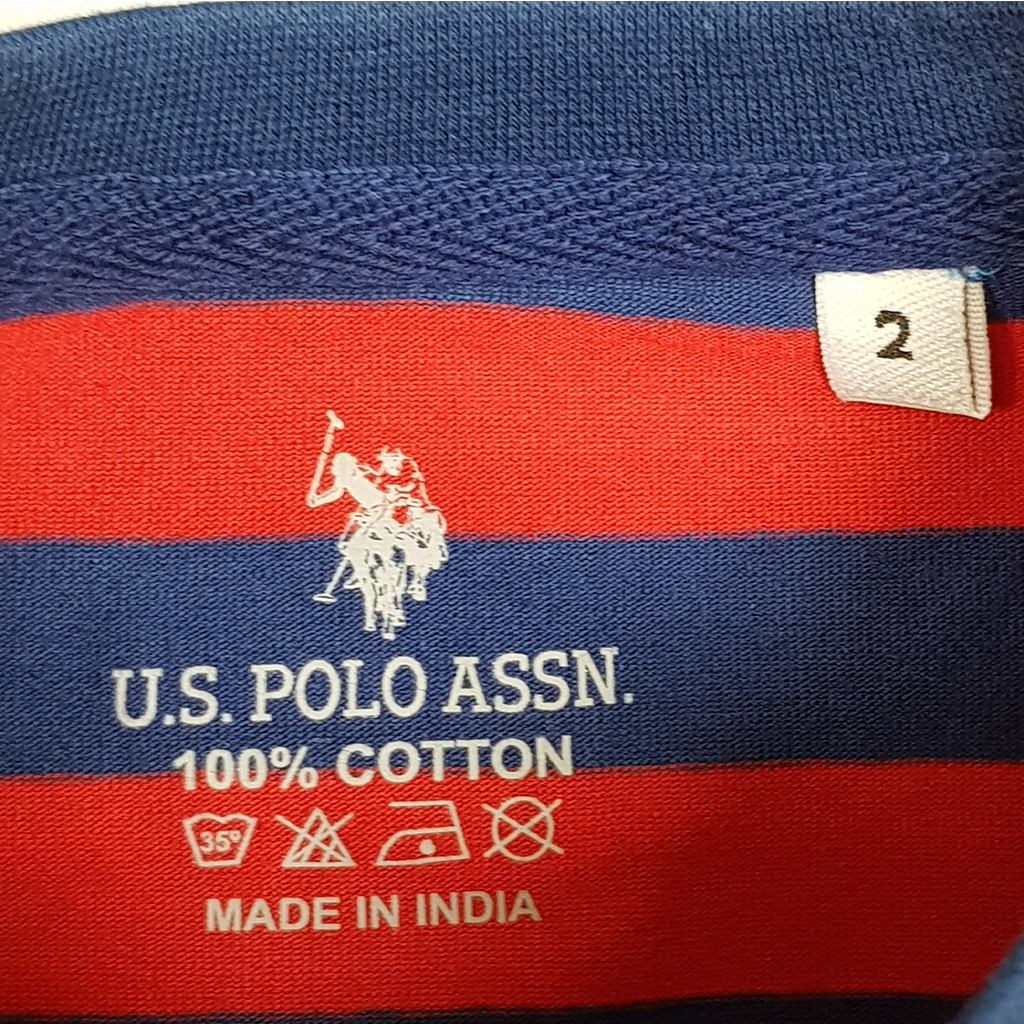 2
U.S. POLO ASSN.
100% COTTON
35°
MADE IN INDIA